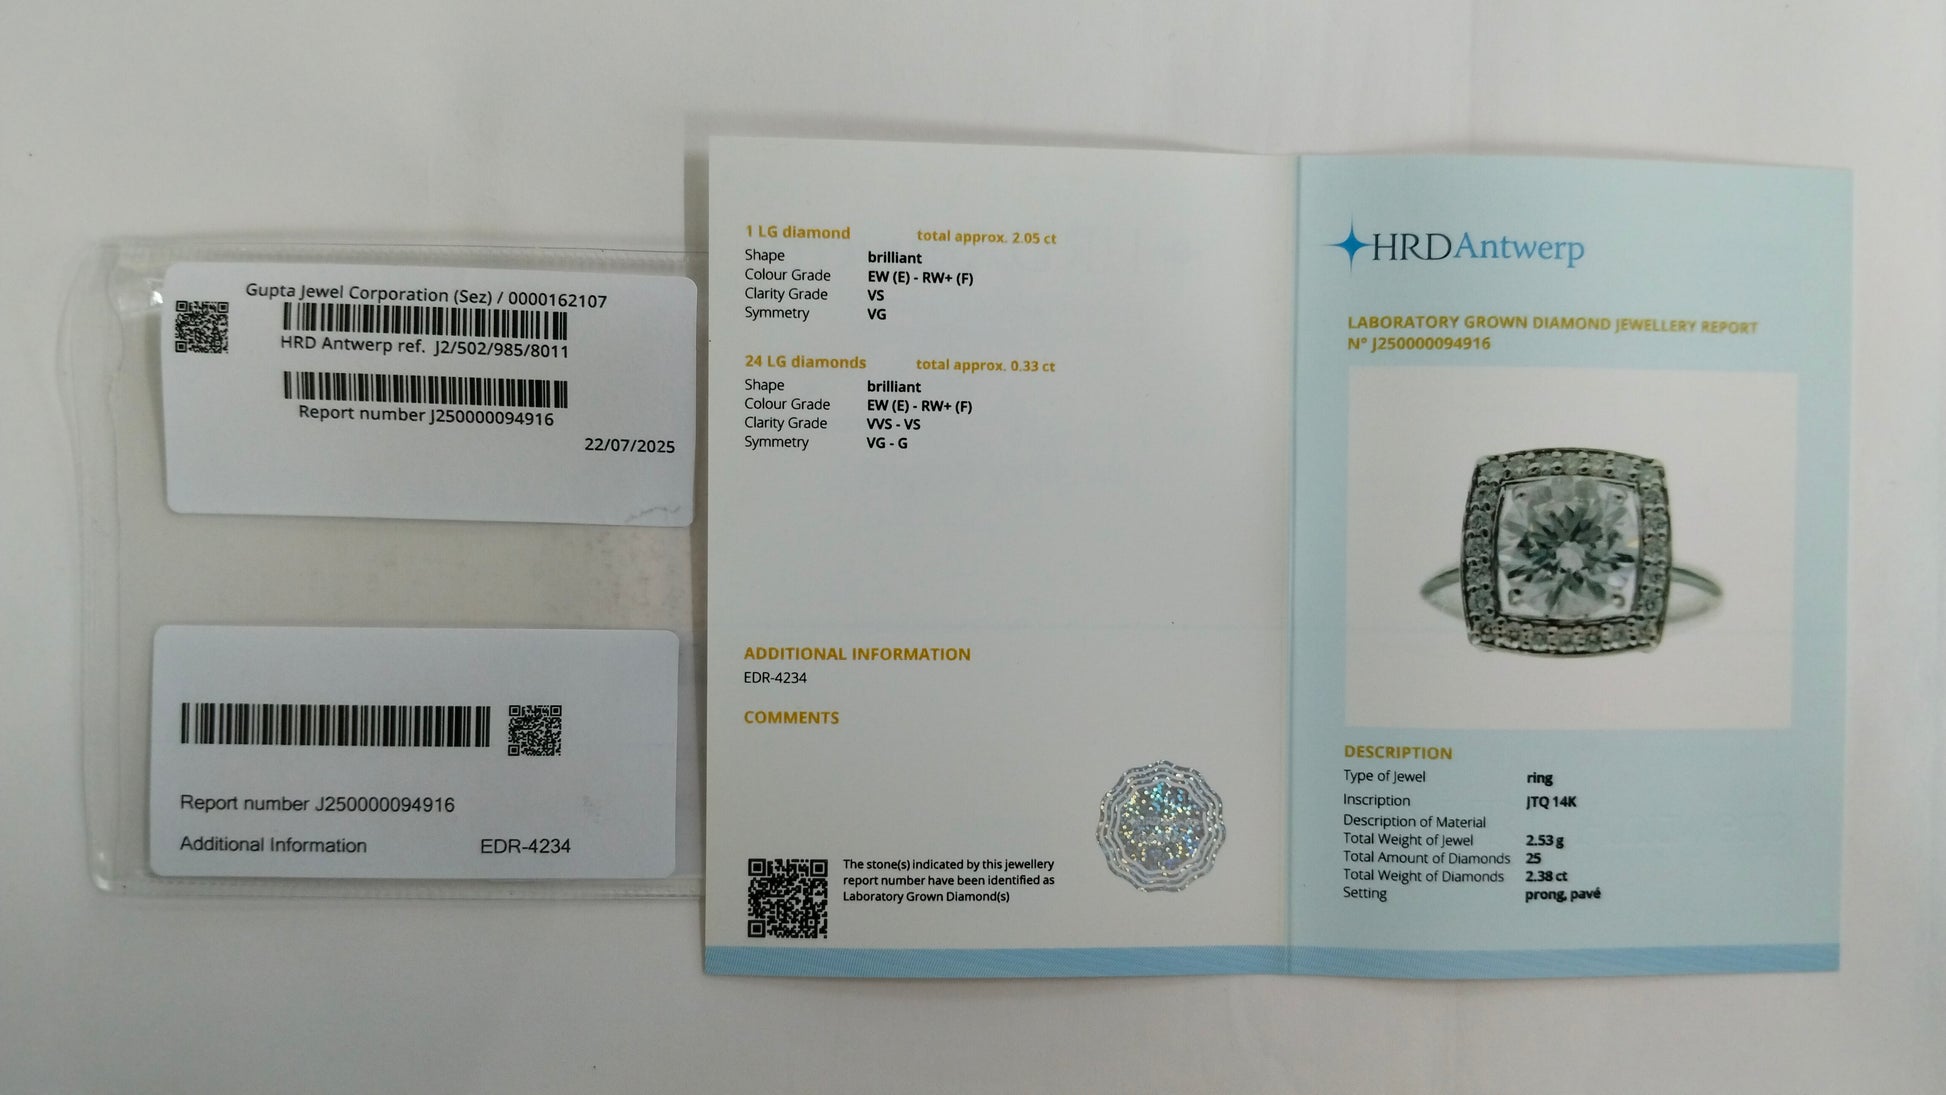 Gupta Jewel Corporation (Sez) / 0000162107
HRD Antwerp ref. J2/502/985/8011
Report number J250000094916
22/07/2025
Report number J250000094916
Additional Information EDR-4234
1 LG diamond total approx. 2.05 ct
Shape brilliant
Colour Grade EW (E) - RW+ (F)
Clarity Grade VS
Symmetry VG
24 LG diamonds total approx. 0.33 ct
Shape brilliant
Colour Grade EW (E) - RW+ (F)
Clarity Grade VVS - VS
Symmetry VG - G
ADDITIONAL INFORMATION
EDR-4234
COMMENTS
The stone(s) indicated by this jewellery
report number have been identified as
Laboratory Grown Diamond(s)
HRD Antwerp
LABORATORY GROWN DIAMOND JEWELLERY REPORT
N° J250000094916
DESCRIPTION
Type of Jewel ring
Inscription JTQ 14K
Description of Material
Total Weight of Jewel 2.53 g
Total Amount of Diamonds 25
Total Weight of Diamonds 2.38 ct
Setting prong, pavé